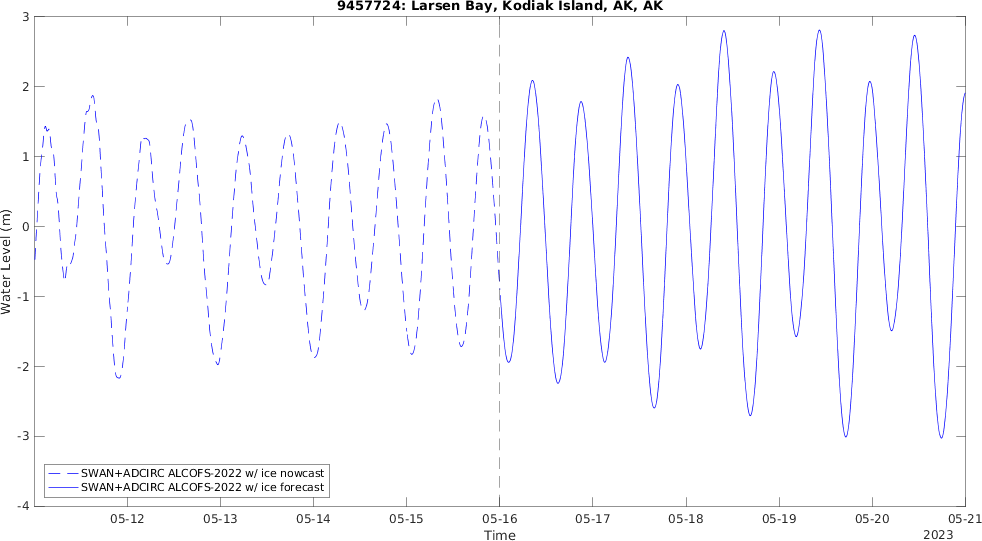 9457724: Larsen Bay, Kodiak Island, AK, AK
3
2
1
0
-1
-2
-3
-4
Water Level (m)
SWAN+ADCIRC ALCOFS-2022 w/ ice nowcast
SWAN+ADCIRC ALCOFS-2022 w/ ice forecast
05-12 05-13 05-14 05-15 05-16 05-17 05-18 05-19 05-20 05-21
Time
2023